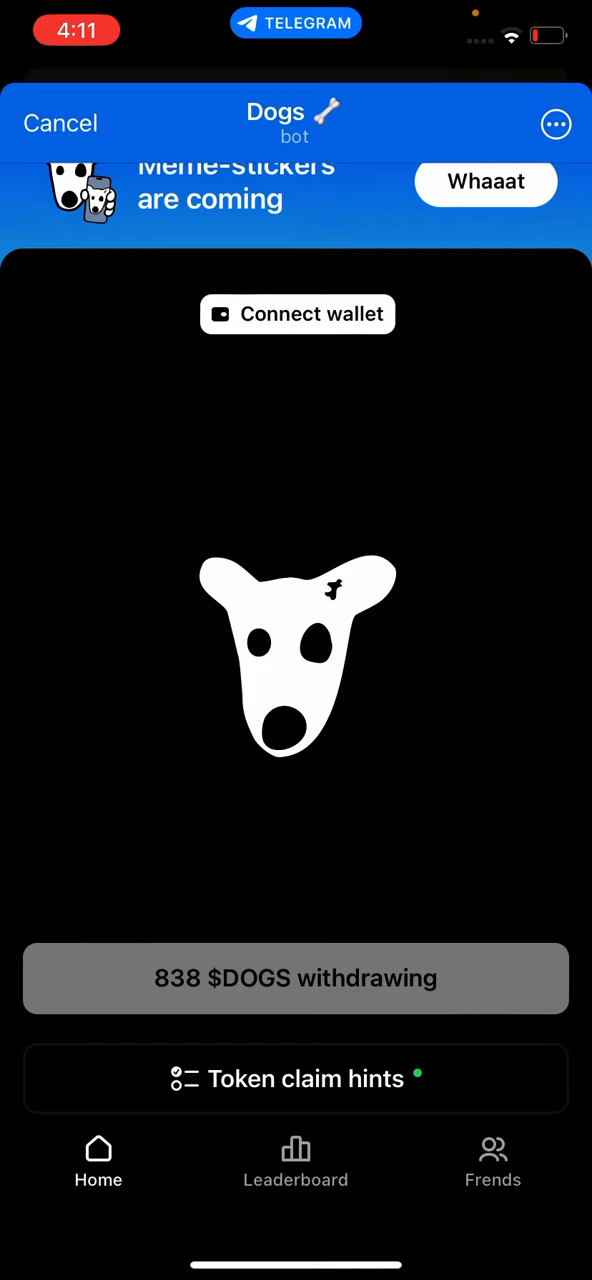 4:11
TELEGRAM
Cancel
Dogs 🦴
bot
Meme-stickers
are coming
Whaaat
Connect wallet
838 $DOGS withdrawing
Token claim hints
Home
Leaderboard
Frends